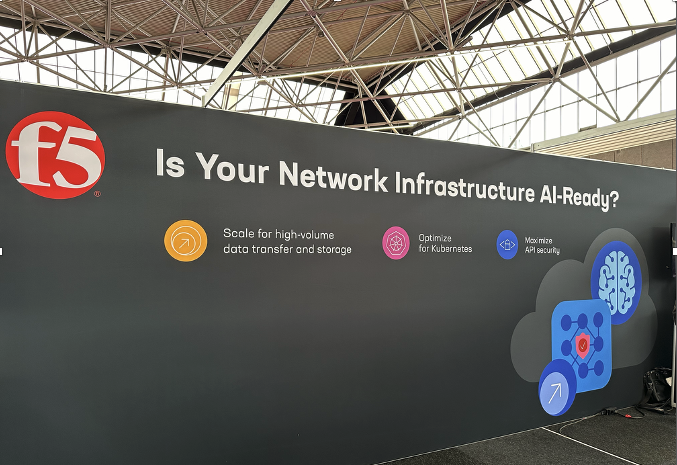 f5
Is Your Network Infrastructure AI-Ready?
Scale for high-volume
data transfer and storage
Optimize
for Kubernetes
Maximize
API security